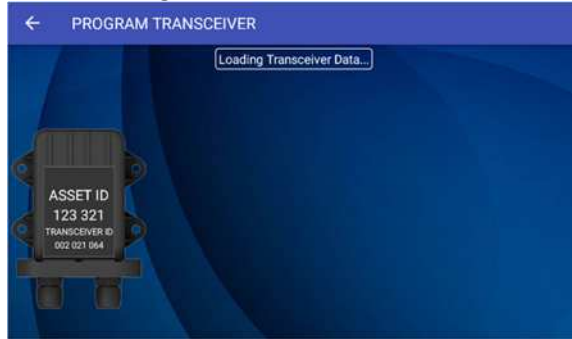 PROGRAM TRANSCEIVER
Loading Transceiver Data...
ASSET ID
123 321
TRANSCEIVER ID
002 021 064